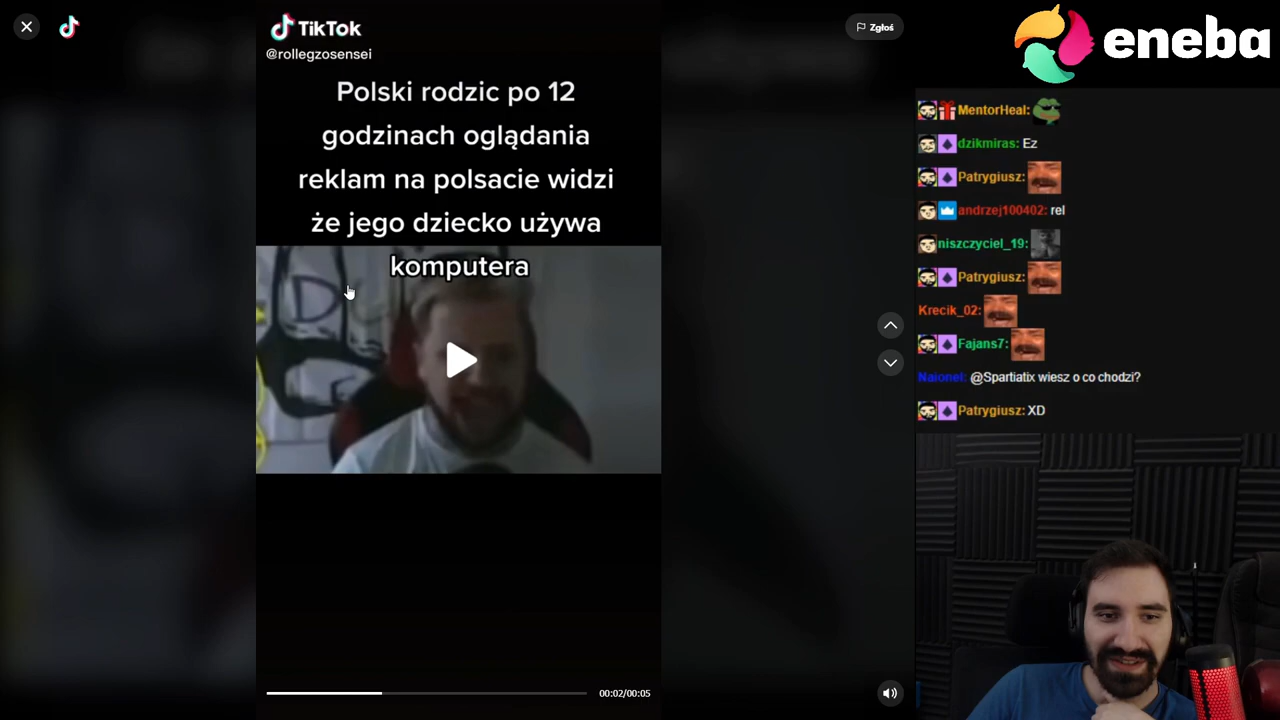 TikTok
@rollegzosensei
Polski rodzic po 12
godzinach oglądania
reklam na polsacie widzi
że jego dziecko używa
komputera
00:02/00:05
Zgłoś
eneba
MentorHeal:
dzikmiras: Ez
Patrygiusz:
andrzej100402: rel
niszczyciel_19:
Patrygiusz:
Krecik_02:
Fajans7:
Naionel: @Spartiatix wiesz o co chodzi?
Patrygiusz: XD